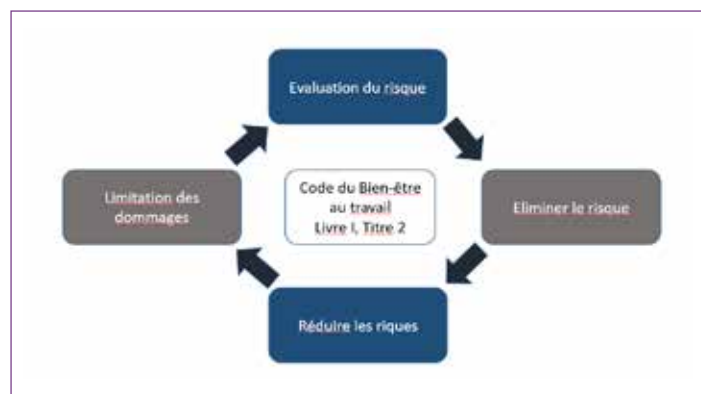 Evaluation du risque
Limitation des
dommages
Code du Bien-être
au travail
Livre I, Titre 2
Eliminer le risque
Réduire les riques